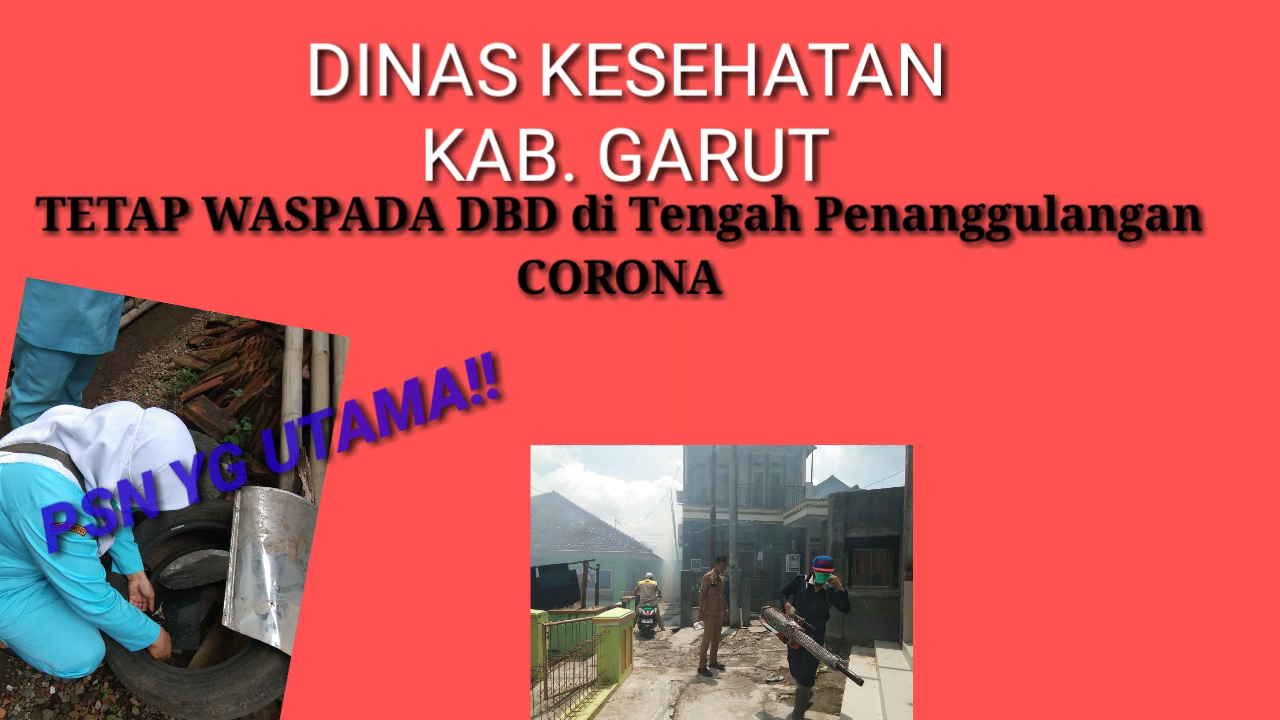 DINAS KESEHATAN
KAB. GARUT
TETAP WASPADA DBD di Tengah Penanggulangan
CORONA
PSN YG UTAMA!!